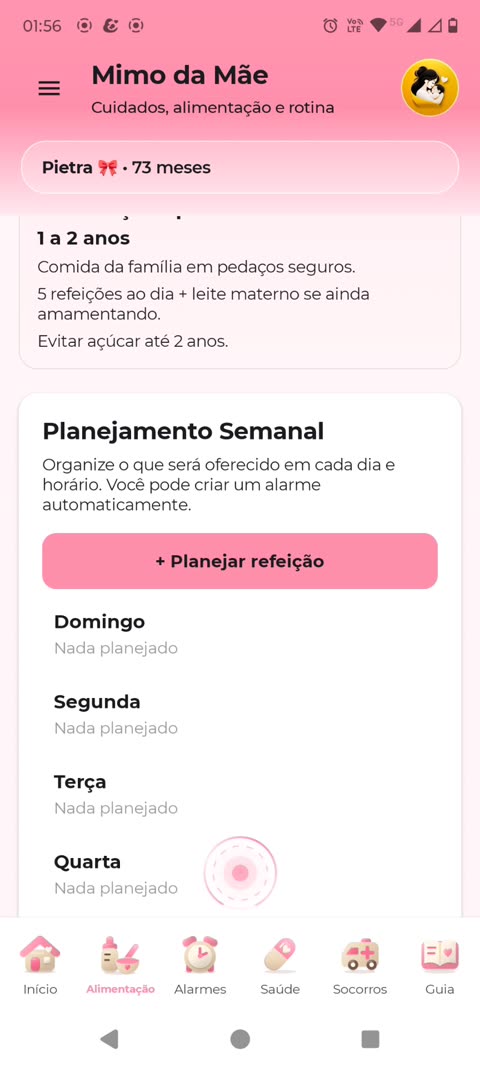 01:56
Vo)) LTE
5G
Mimo da Mãe
Cuidados, alimentação e rotina
Pietra 🎀 • 73 meses
1 a 2 anos
Comida da família em pedaços seguros.
5 refeições ao dia + leite materno se ainda
amamentando.
Evitar açúcar até 2 anos.
Planejamento Semanal
Organize o que será oferecido em cada dia e
horário. Você pode criar um alarme
automaticamente.
+ Planejar refeição
Domingo
Nada planejado
Segunda
Nada planejado
Terça
Nada planejado
Quarta
Nada planejado
Início
Alimentação
Alarmes
Saúde
Socorros
Guia